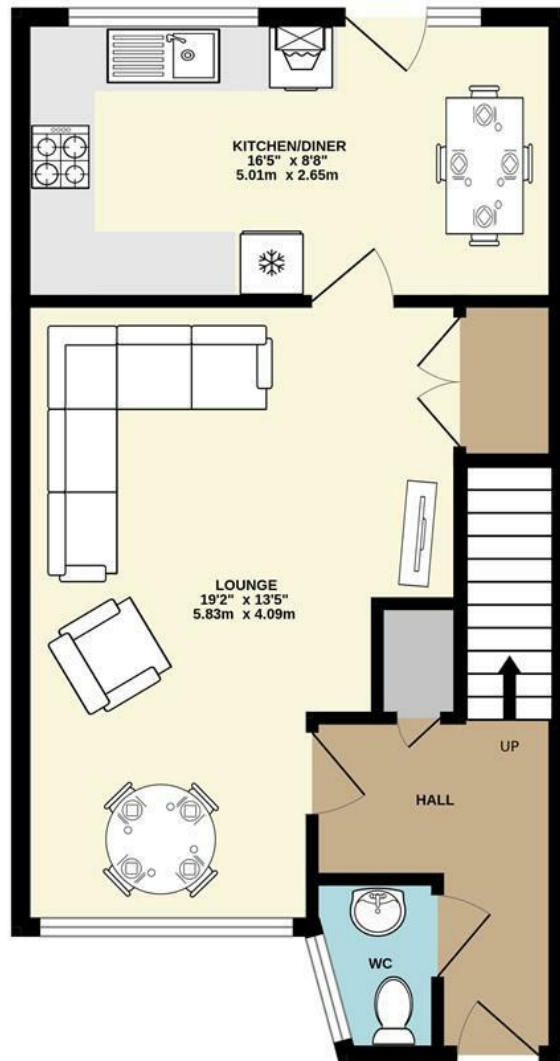 KITCHEN/DINER
16'5" x 8'8"
5.01m x 2.65m
LOUNGE
19'2" x 13'5"
5.83m x 4.09m
UP
HALL
WC